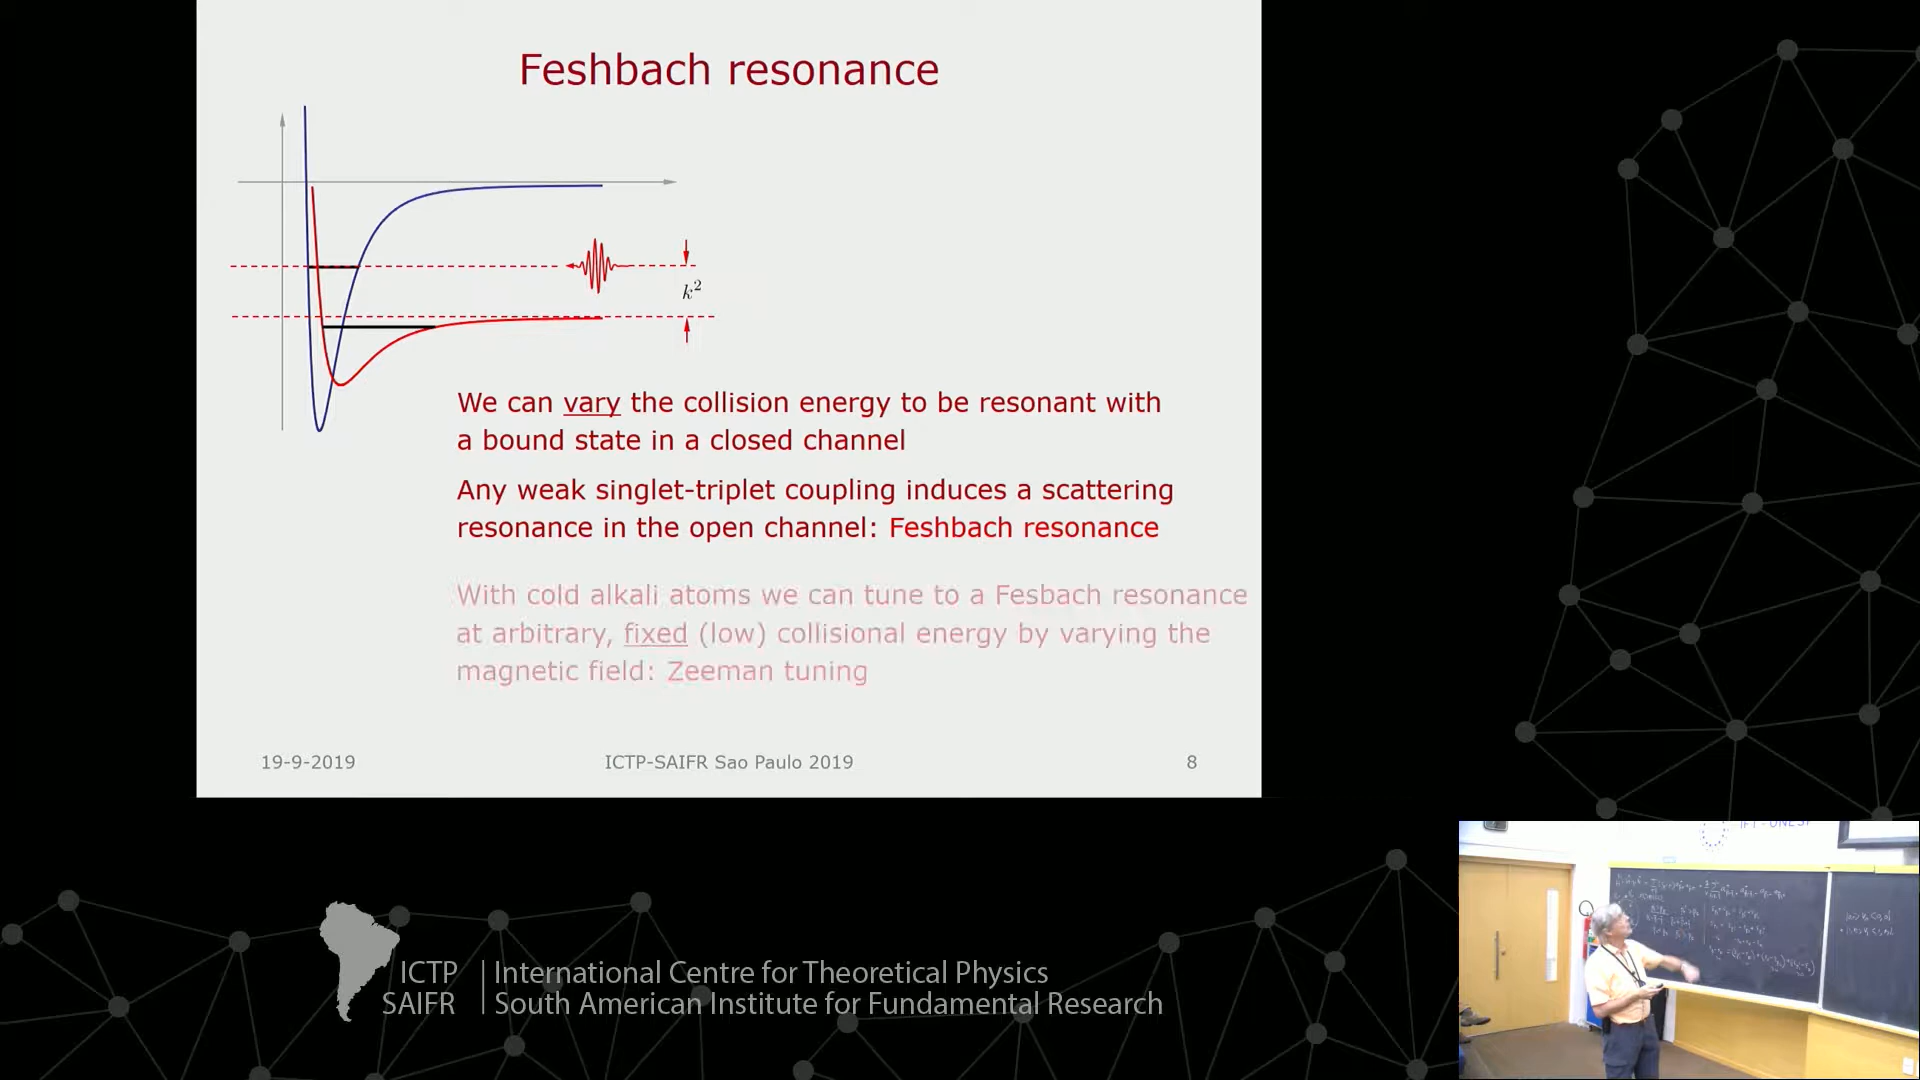 Feshbach resonance
k²
We can vary the collision energy to be resonant with
a bound state in a closed channel
Any weak singlet-triplet coupling induces a scattering
resonance in the open channel: Feshbach resonance
With cold alkali atoms we can tune to a Fesbach resonance
at arbitrary, fixed (low) collisional energy by varying the
magnetic field: Zeeman tuning
19-9-2019
ICTP-SAIFR Sao Paulo 2019
8
ICTP
SAIFR
International Centre for Theoretical Physics
South American Institute for Fundamental Research